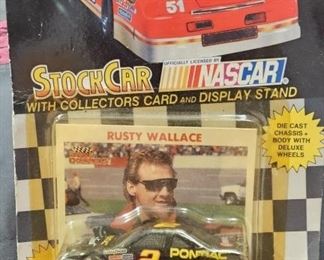 51
OFFICIALLY LICENSED BY
STOCK CAR NASCAR
WITH COLLECTORS CARD AND DISPLAY STAND
RUSTY WALLACE
DIE CAST
CHASSIS +
BODY WITH
DELUXE
WHEELS
2
PONTIAC